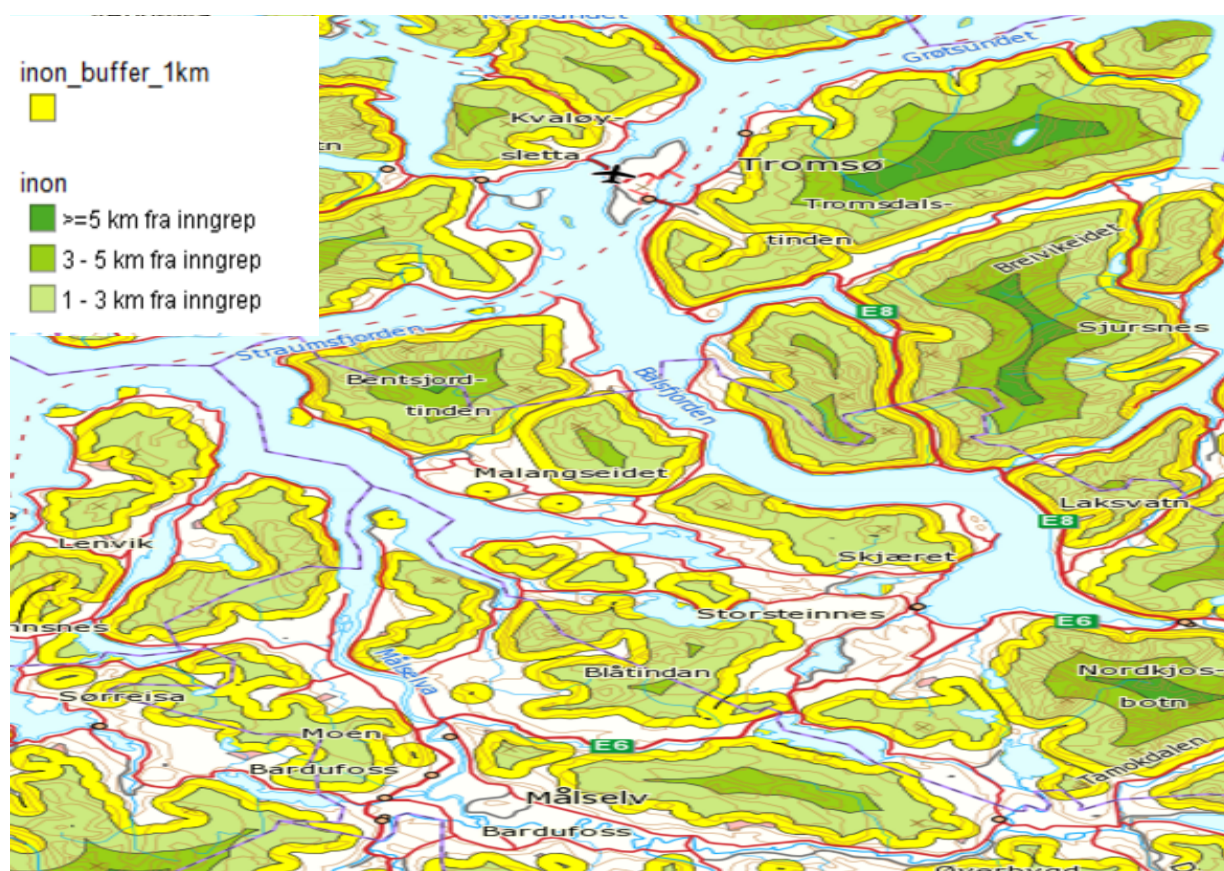 inon_buffer_1km
inon
>=5 km fra inngrep
3 - 5 km fra inngrep
1 - 3 km fra inngrep
Kvalsundet
Grøtsundet
Kvaløy-
sletta
Tromsø
Tromsdals-
tinden
Breivikeidet
E8
Sjursnes
Straumsfjorden
Bentsjord-
tinden
Balsfjorden
Malangseidet
Laksvatn
E8
Lenvik
Skjæret
Storsteinnes
E6
nnsnes
Målselva
Blåtindan
Nordkjos-
botn
Sørreisa
Moen
E6
Bardufoss
Tamokdalen
Målselv
Bardufoss
Øverbygd